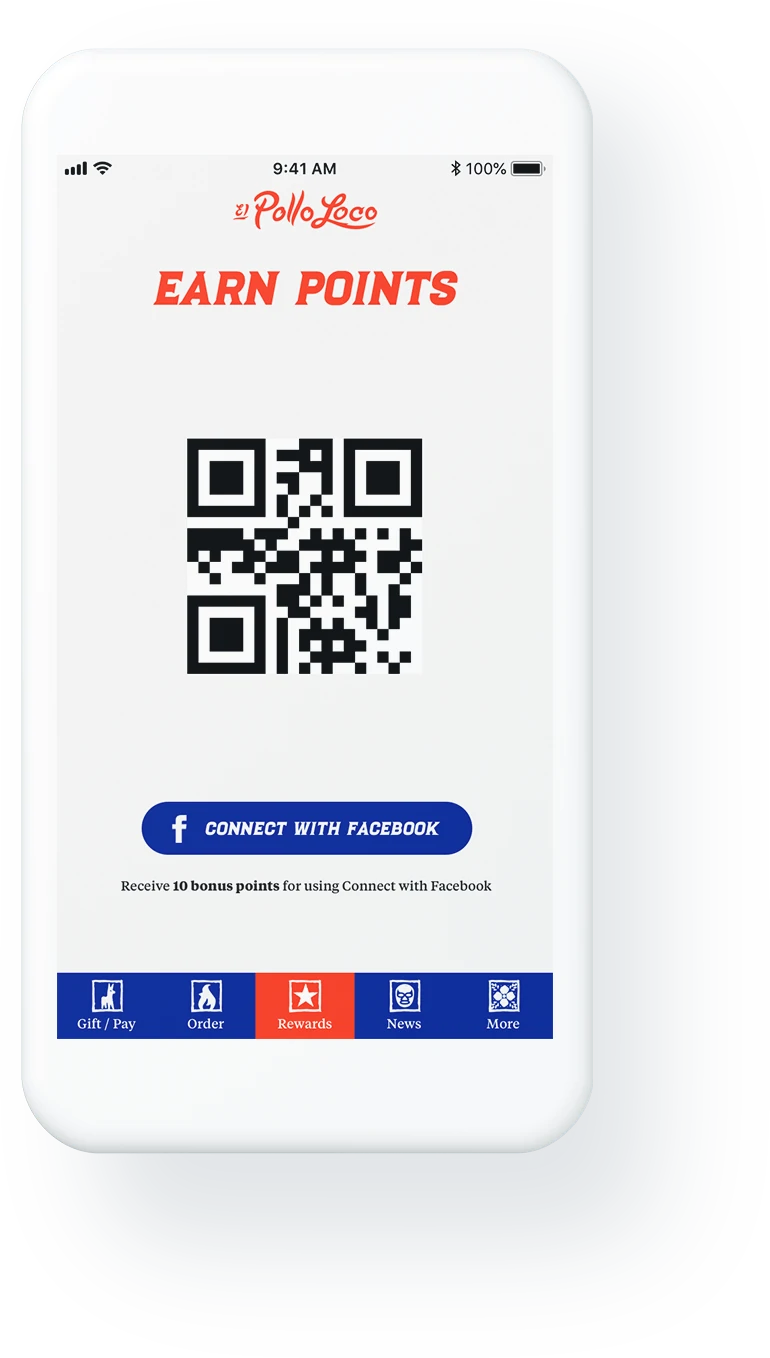 9:41 AM 100%
El Pollo Loco
EARN POINTS
f CONNECT WITH FACEBOOK
Receive 10 bonus points for using Connect with Facebook
Gift / Pay Order Rewards News More